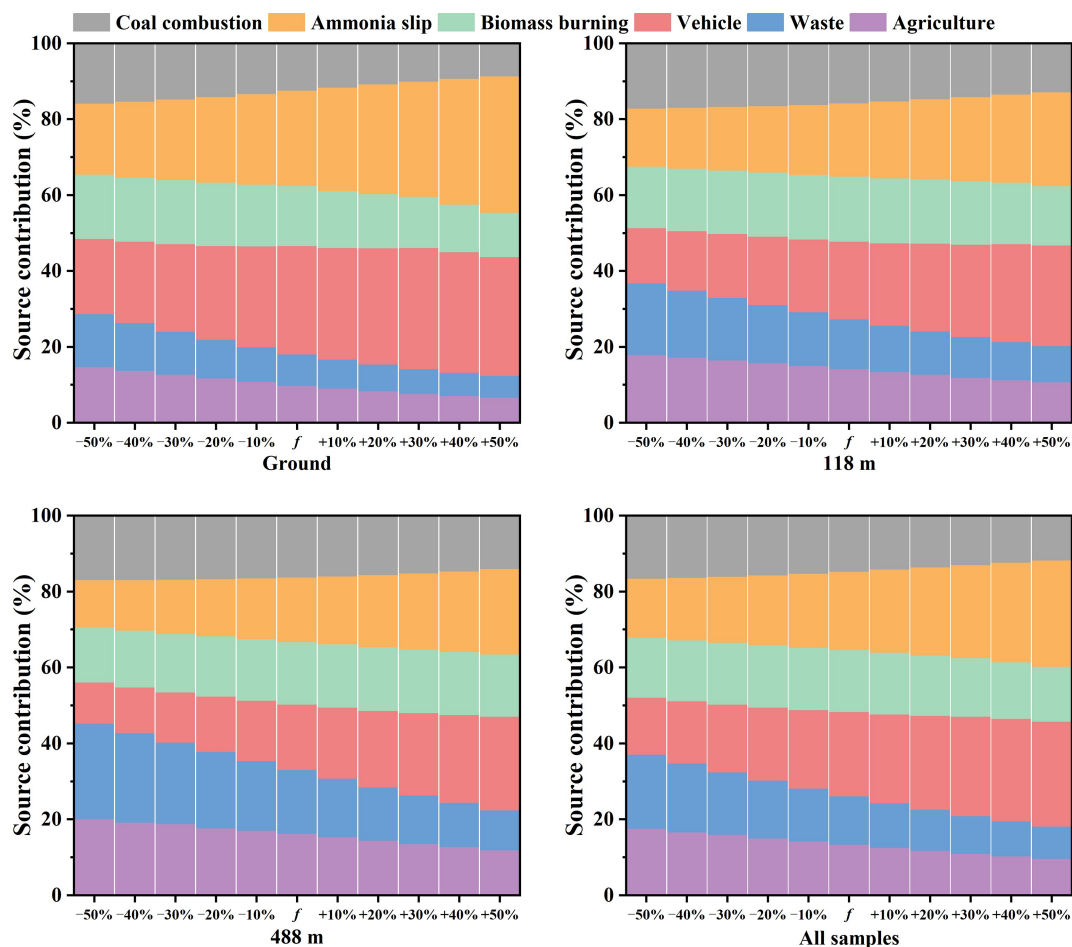 Coal combustion Ammonia slip Biomass burning Vehicle Waste Agriculture
Source contribution (%)
100
80
60
40
20
0
−50% −40% −30% −20% −10% f +10% +20% +30% +40% +50%
Ground
Source contribution (%)
100
80
60
40
20
0
−50% −40% −30% −20% −10% f +10% +20% +30% +40% +50%
118 m
Source contribution (%)
100
80
60
40
20
0
−50% −40% −30% −20% −10% f +10% +20% +30% +40% +50%
488 m
Source contribution (%)
100
80
60
40
20
0
−50% −40% −30% −20% −10% f +10% +20% +30% +40% +50%
All samples